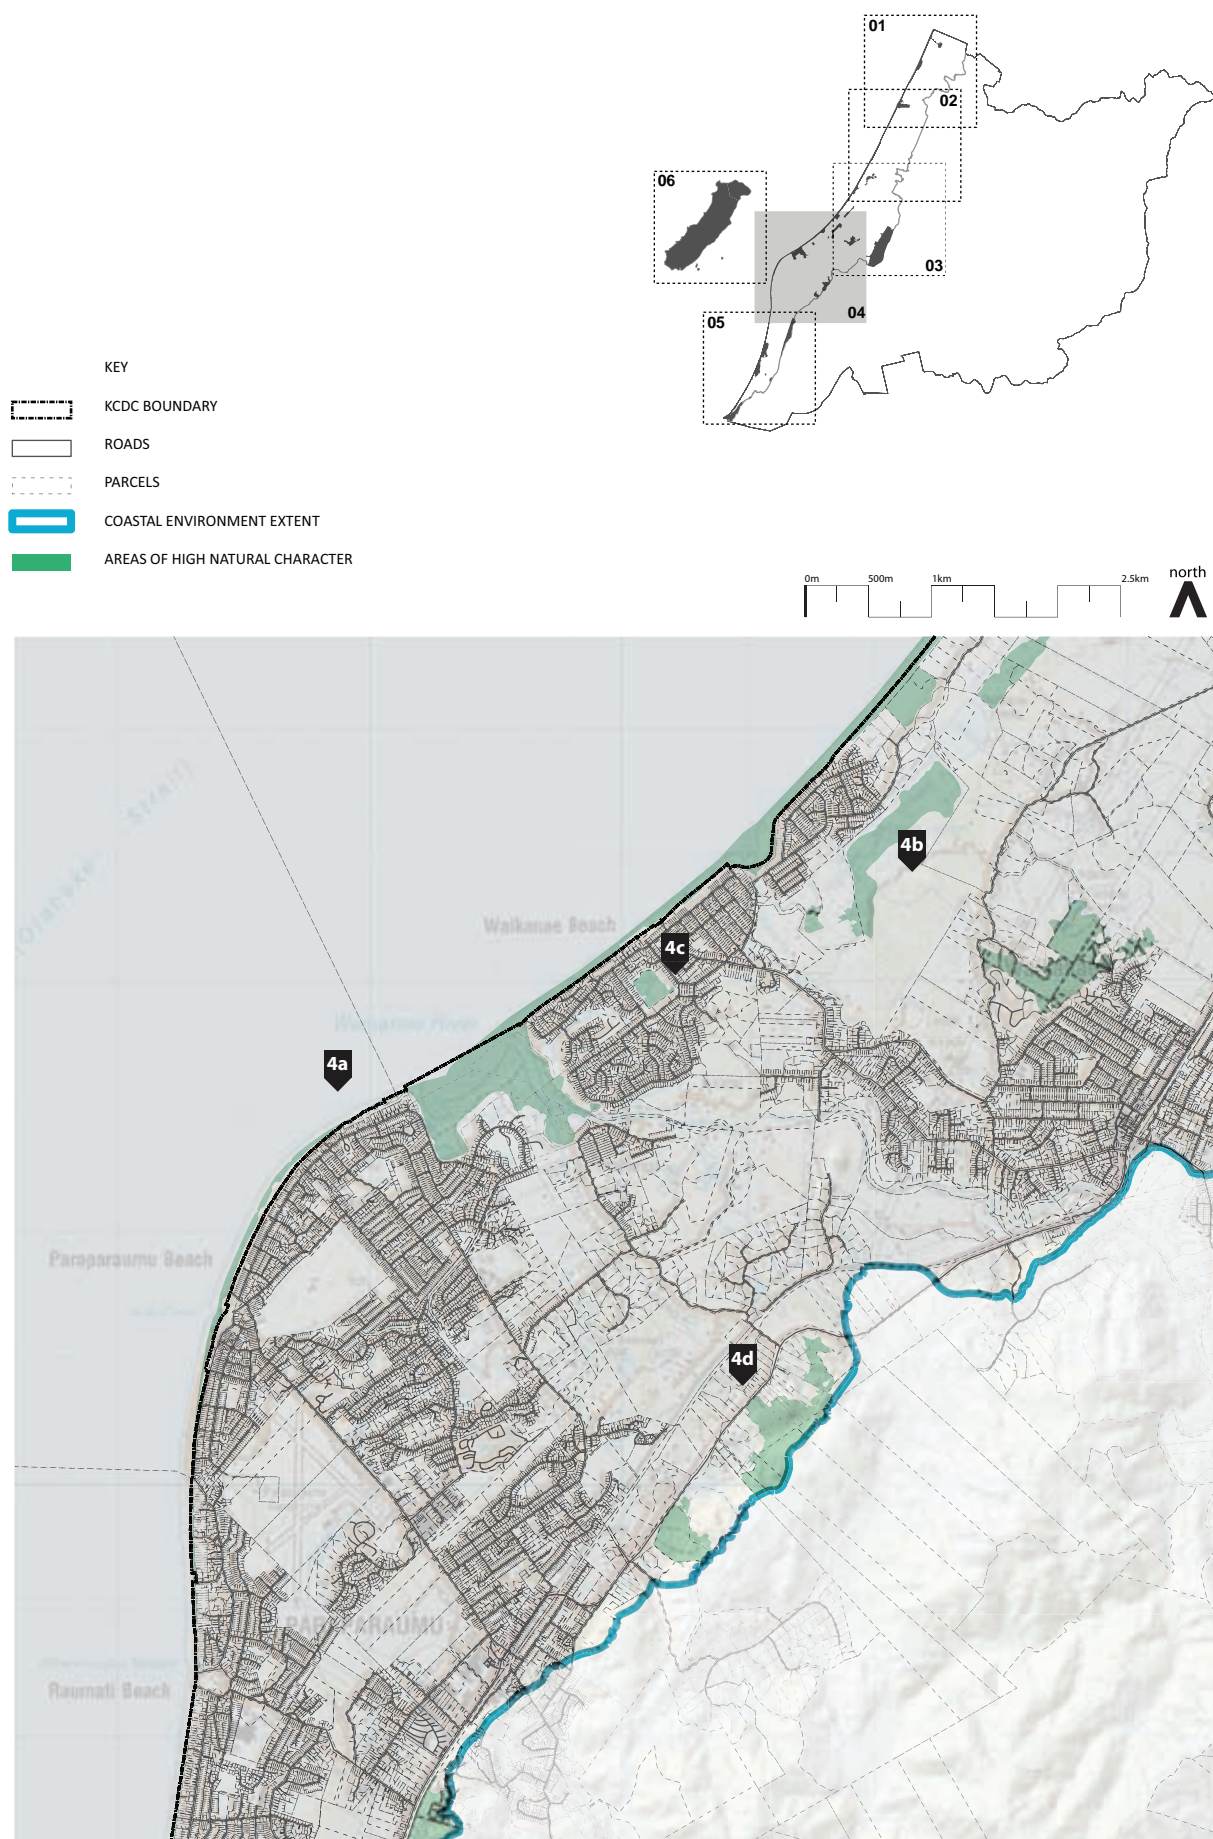 01
02
06
03
04
05
KEY
KCDC BOUNDARY
ROADS
PARCELS
COASTAL ENVIRONMENT EXTENT
AREAS OF HIGH NATURAL CHARACTER
0m 500m 1km 2.5km
north
4b
Waikanae Beach
4c
Waikanae River
4a
Paraparaumu Beach
4d
PARAPARAUMU
Raumati Beach